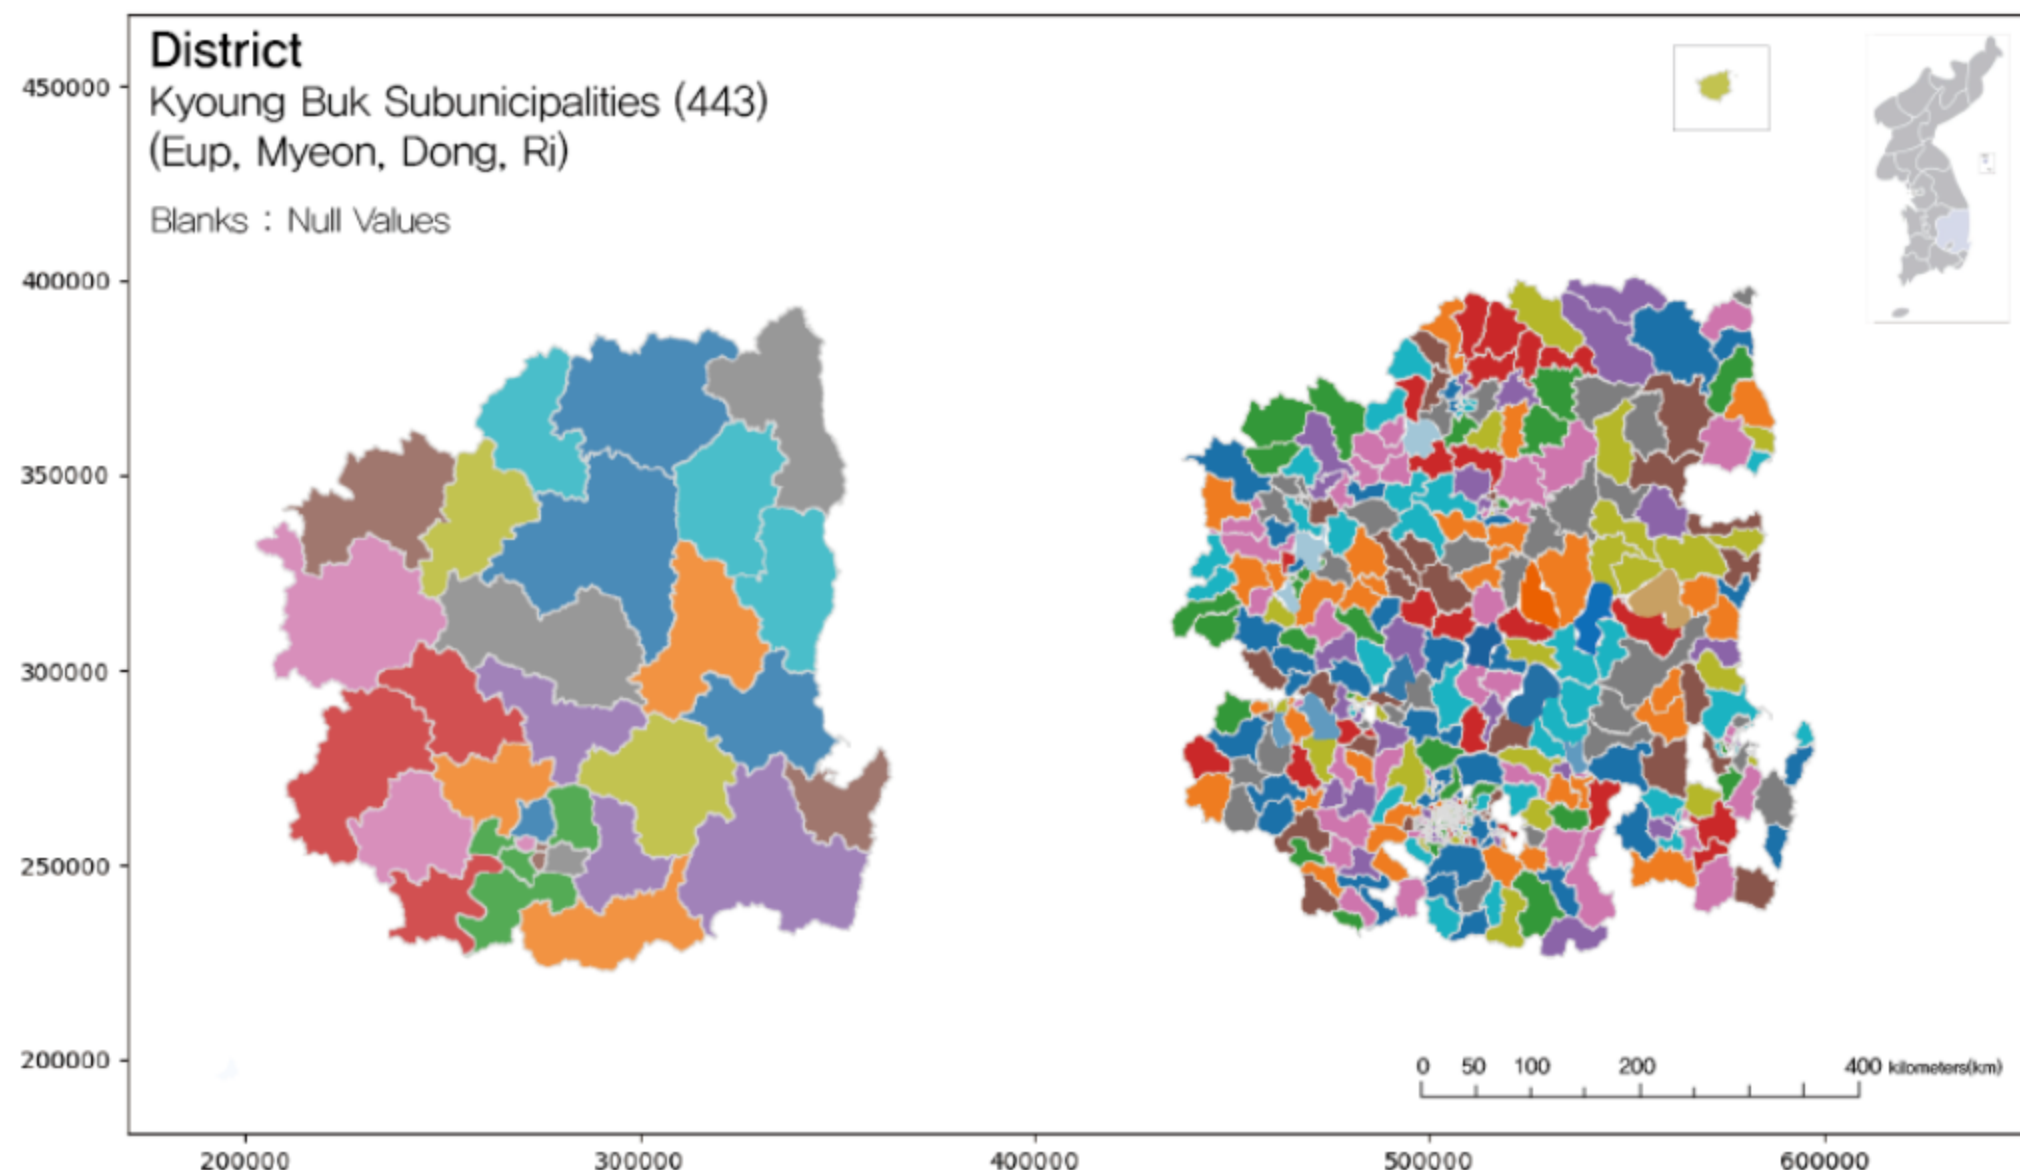 District
Kyoung Buk Subunicipalities (443)
(Eup, Myeon, Dong, Ri)
Blanks : Null Values
450000
400000
350000
300000
250000
200000
0 50 100 200 400 kilometers(km)
200000 300000 400000 500000 600000